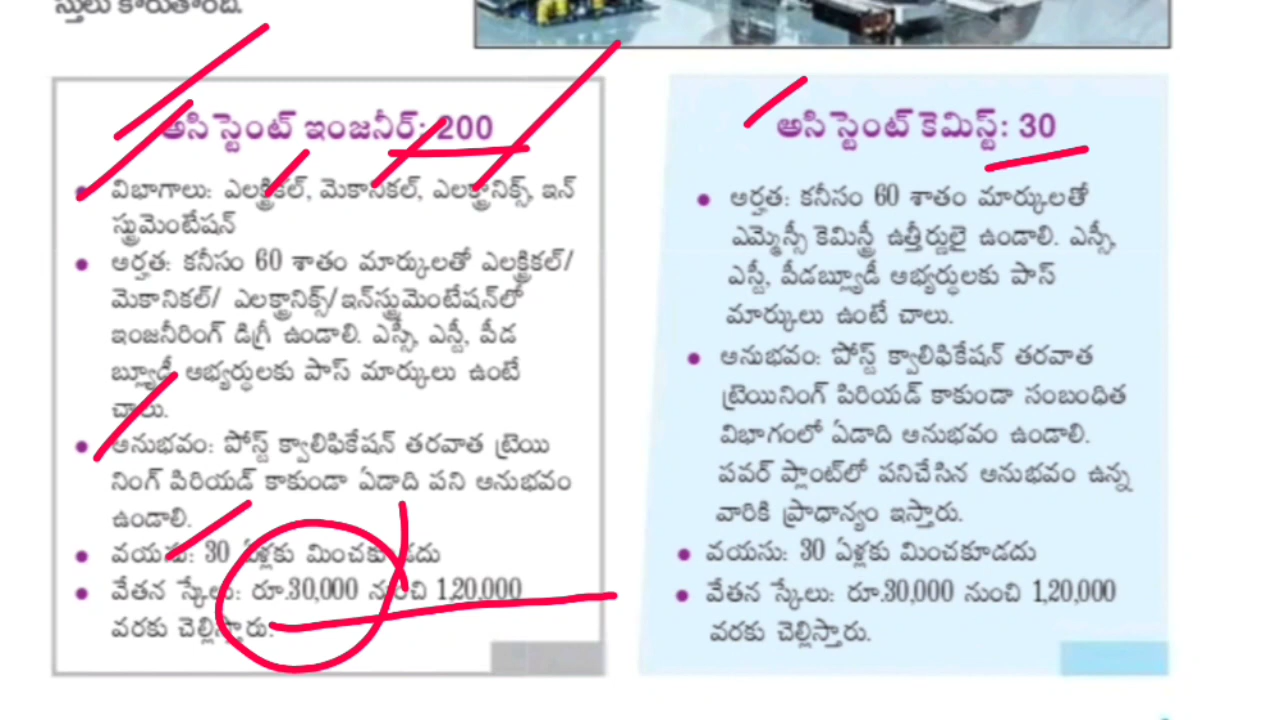 స్తులు కోరుతోంది.
అసిస్టెంట్ ఇంజనీర్: 200
విభాగాలు: ఎలక్ట్రికల్, మెకానికల్, ఎలక్ట్రానిక్స్, ఇన్
స్ట్రుమెంటేషన్
అర్హత: కనీసం 60 శాతం మార్కులతో ఎలక్ట్రికల్/
మెకానికల్/ ఎలక్ట్రానిక్స్/ఇన్‌స్ట్రుమెంటేషన్‌లో
ఇంజనీరింగ్ డిగ్రీ ఉండాలి. ఎస్సీ, ఎస్టీ, పీడ
బ్ల్యూడీ అభ్యర్థులకు పాస్ మార్కులు ఉంటే
చాలు.
అనుభవం: పోస్ట్ క్వాలిఫికేషన్ తరవాత ట్రెయి
నింగ్ పిరియడ్ కాకుండా ఏడాది పని అనుభవం
ఉండాలి.
వయసు: 30 ఏళ్లకు మించకూడదు
వేతన స్కేలు: రూ.30,000 నుంచి 1,20,000
వరకు చెల్లిస్తారు.
అసిస్టెంట్ కెమిస్ట్: 30
అర్హత: కనీసం 60 శాతం మార్కులతో
ఎమ్మెస్సీ కెమిస్ట్రీ ఉత్తీర్ణులై ఉండాలి. ఎస్సీ,
ఎస్టీ, పీడబ్ల్యూడీ అభ్యర్థులకు పాస్
మార్కులు ఉంటే చాలు.
అనుభవం: పోస్ట్ క్వాలిఫికేషన్ తరవాత
ట్రెయినింగ్ పిరియడ్ కాకుండా సంబంధిత
విభాగంలో ఏడాది అనుభవం ఉండాలి.
పవర్ ప్లాంట్‌లో పనిచేసిన అనుభవం ఉన్న
వారికి ప్రాధాన్యం ఇస్తారు.
వయసు: 30 ఏళ్లకు మించకూడదు
వేతన స్కేలు: రూ.30,000 నుంచి 1,20,000
వరకు చెల్లిస్తారు.